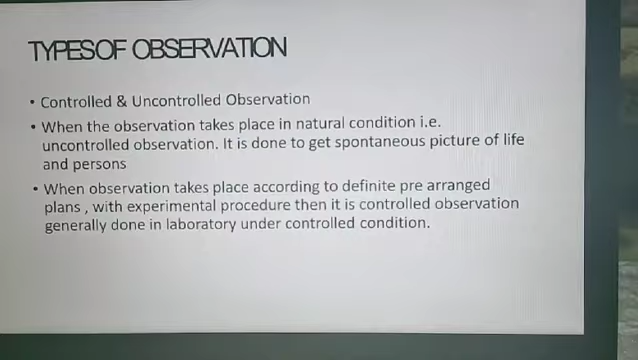 TYPESOF OBSERVATION
• Controlled & Uncontrolled Observation
• When the observation takes place in natural condition i.e.
uncontrolled observation. It is done to get spontaneous picture of life
and persons
• When observation takes place according to definite pre arranged
plans , with experimental procedure then it is controlled observation
generally done in laboratory under controlled condition.